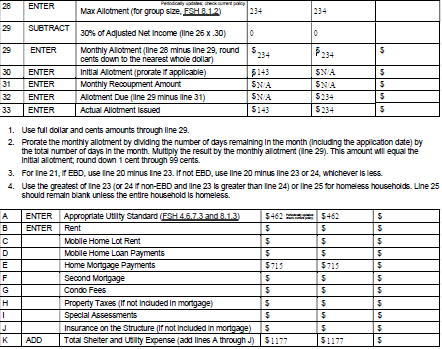 Periodically updates; check current policy
28 ENTER Max Allotment (for group size, FSH 8.1.2) 234 234
29 SUBTRACT 30% of Adjusted Net Income (line 26 x .30) 0 0
29 ENTER Monthly Allotment (line 28 minus line 29, round $234 $234 $
cents down to the nearest whole dollar)
30 ENTER Initial Allotment (prorate if applicable) $143 $N/A $
31 ENTER Monthly Recoupment Amount $N/A $N/A $
32 ENTER Allotment Due (line 29 minus line 31) $N/A $234 $
33 ENTER Actual Allotment Issued $143 $234 $
1. Use full dollar and cents amounts through line 29.
2. Prorate the monthly allotment by dividing the number of days remaining in the month (including the application date) by
the total number of days in the month. Multiply the result by the monthly allotment (line 29). This amount will equal the
initial allotment; round down 1 cent through 99 cents.
3. For line 21, if EBD, use line 20 minus line 23. If not EBD, use line 20 minus line 23 or 24, whichever is less.
4. Use the greatest of line 23 (or 24 if non-EBD and line 23 is greater than line 24) or line 25 for homeless households. Line 25
should remain blank unless the entire household is homeless.
A ENTER Appropriate Utility Standard (FSH 4.6.7.3 and 8.1.3) $462 $462 $
B ENTER Rent $ $ $
C Mobile Home Lot Rent $ $ $
D Mobile Home Loan Payments $ $ $
E Home Mortgage Payments $715 $715 $
F Second Mortgage $ $ $
G Condo Fees $ $ $
H Property Taxes (if not included in mortgage) $ $ $
I Special Assessments $ $ $
J Insurance on the Structure (if not included in mortgage) $ $ $
K ADD Total Shelter and Utility Expense (add lines A through J) $1177 $1177 $